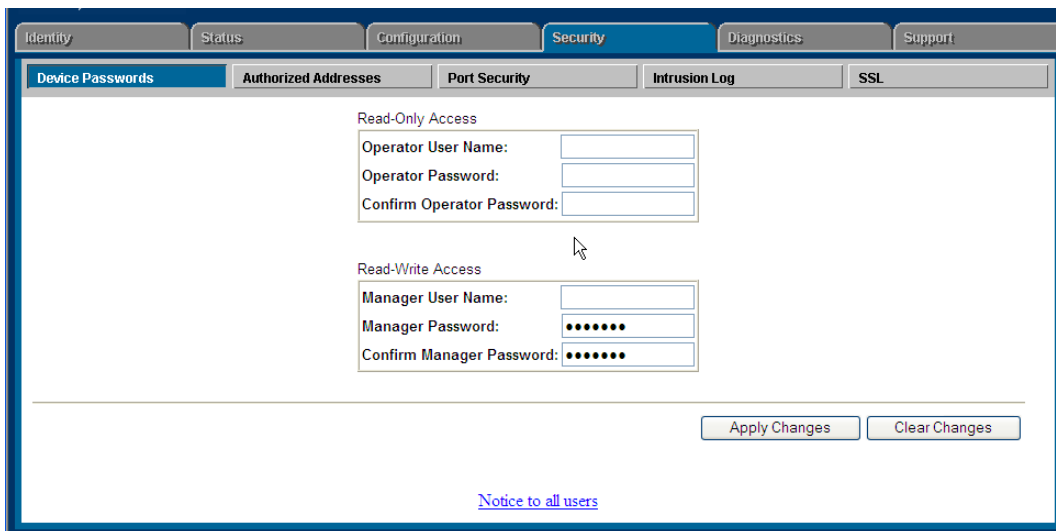 Identity Status Configuration Security Diagnostics Support
Device Passwords Authorized Addresses Port Security Intrusion Log SSL
Read-Only Access
Operator User Name:
Operator Password:
Confirm Operator Password:
Read-Write Access
Manager User Name:
Manager Password: •••••••
Confirm Manager Password: •••••••
Apply Changes Clear Changes
Notice to all users